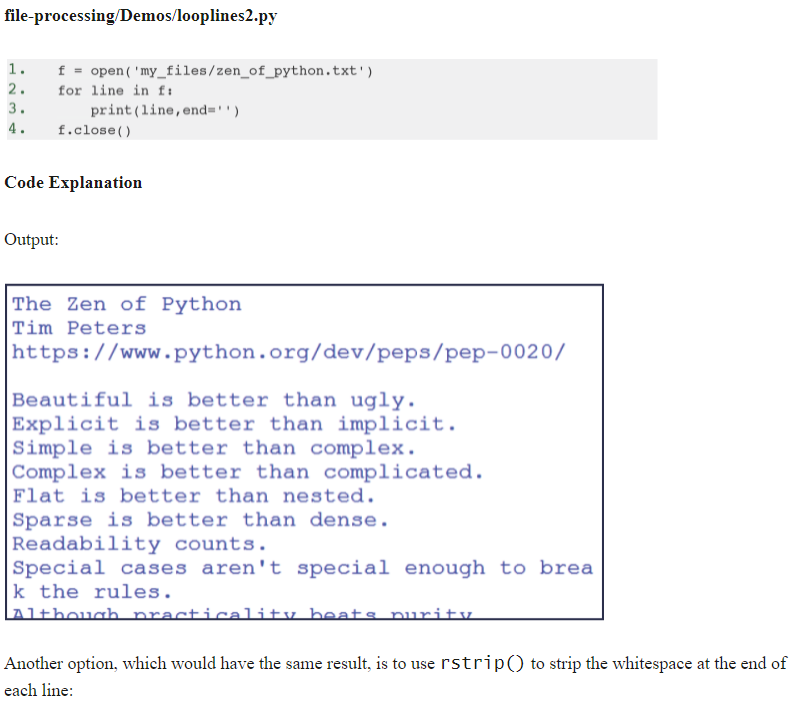 file-processing/Demos/looplines2.py
1. f = open('my_files/zen_of_python.txt')
2. for line in f:
3.     print(line,end='')
4. f.close()
Code Explanation
Output:
The Zen of Python
Tim Peters
https://www.python.org/dev/peps/pep-0020/
Beautiful is better than ugly.
Explicit is better than implicit.
Simple is better than complex.
Complex is better than complicated.
Flat is better than nested.
Sparse is better than dense.
Readability counts.
Special cases aren't special enough to brea
k the rules.
Although practicality beats purity
Another option, which would have the same result, is to use rstrip() to strip the whitespace at the end of
each line: